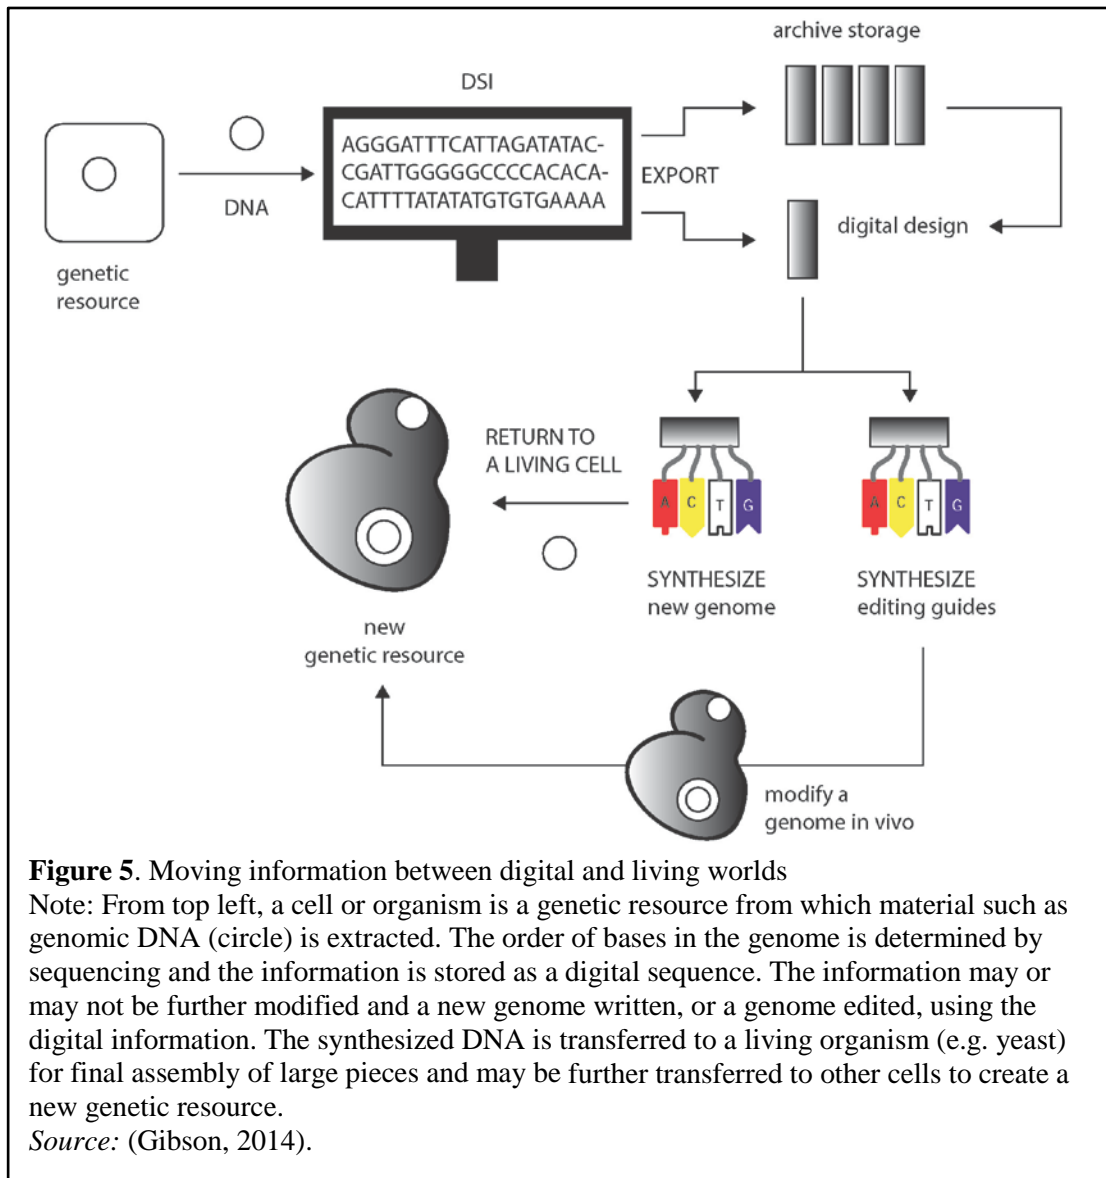 archive storage
DSI
AGGGATTTCATTAGATATAC-
CGATTGGGGGCCCCACACA-
CATTTTATATATGTGTGAAAA
DNA
EXPORT
digital design
genetic
resource
RETURN TO
A LIVING CELL
A C T G
A C T G
SYNTHESIZE
new genome
SYNTHESIZE
editing guides
new
genetic resource
modify a
genome in vivo
Figure 5. Moving information between digital and living worlds
Note: From top left, a cell or organism is a genetic resource from which material such as
genomic DNA (circle) is extracted. The order of bases in the genome is determined by
sequencing and the information is stored as a digital sequence. The information may or
may not be further modified and a new genome written, or a genome edited, using the
digital information. The synthesized DNA is transferred to a living organism (e.g. yeast)
for final assembly of large pieces and may be further transferred to other cells to create a
new genetic resource.
Source: (Gibson, 2014).